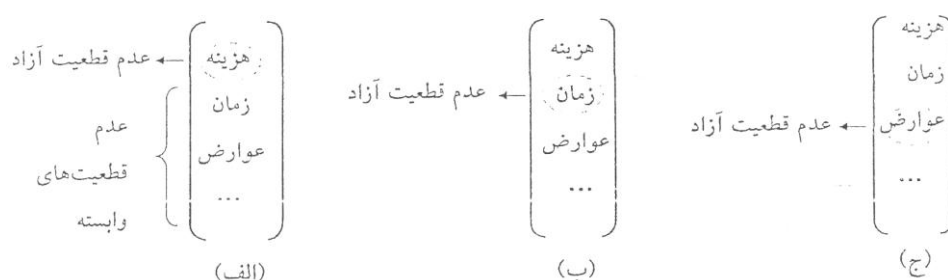 هزینه
زمان
عدم قطعیت آزاد ← عوارض
...
(ج)
هزینه
عدم قطعیت آزاد ← زمان
عوارض
...
(ب)
عدم قطعیت آزاد ← هزینه
زمان
عوارض
...
عدم
قطعیت‌های
وابسته
(الف)